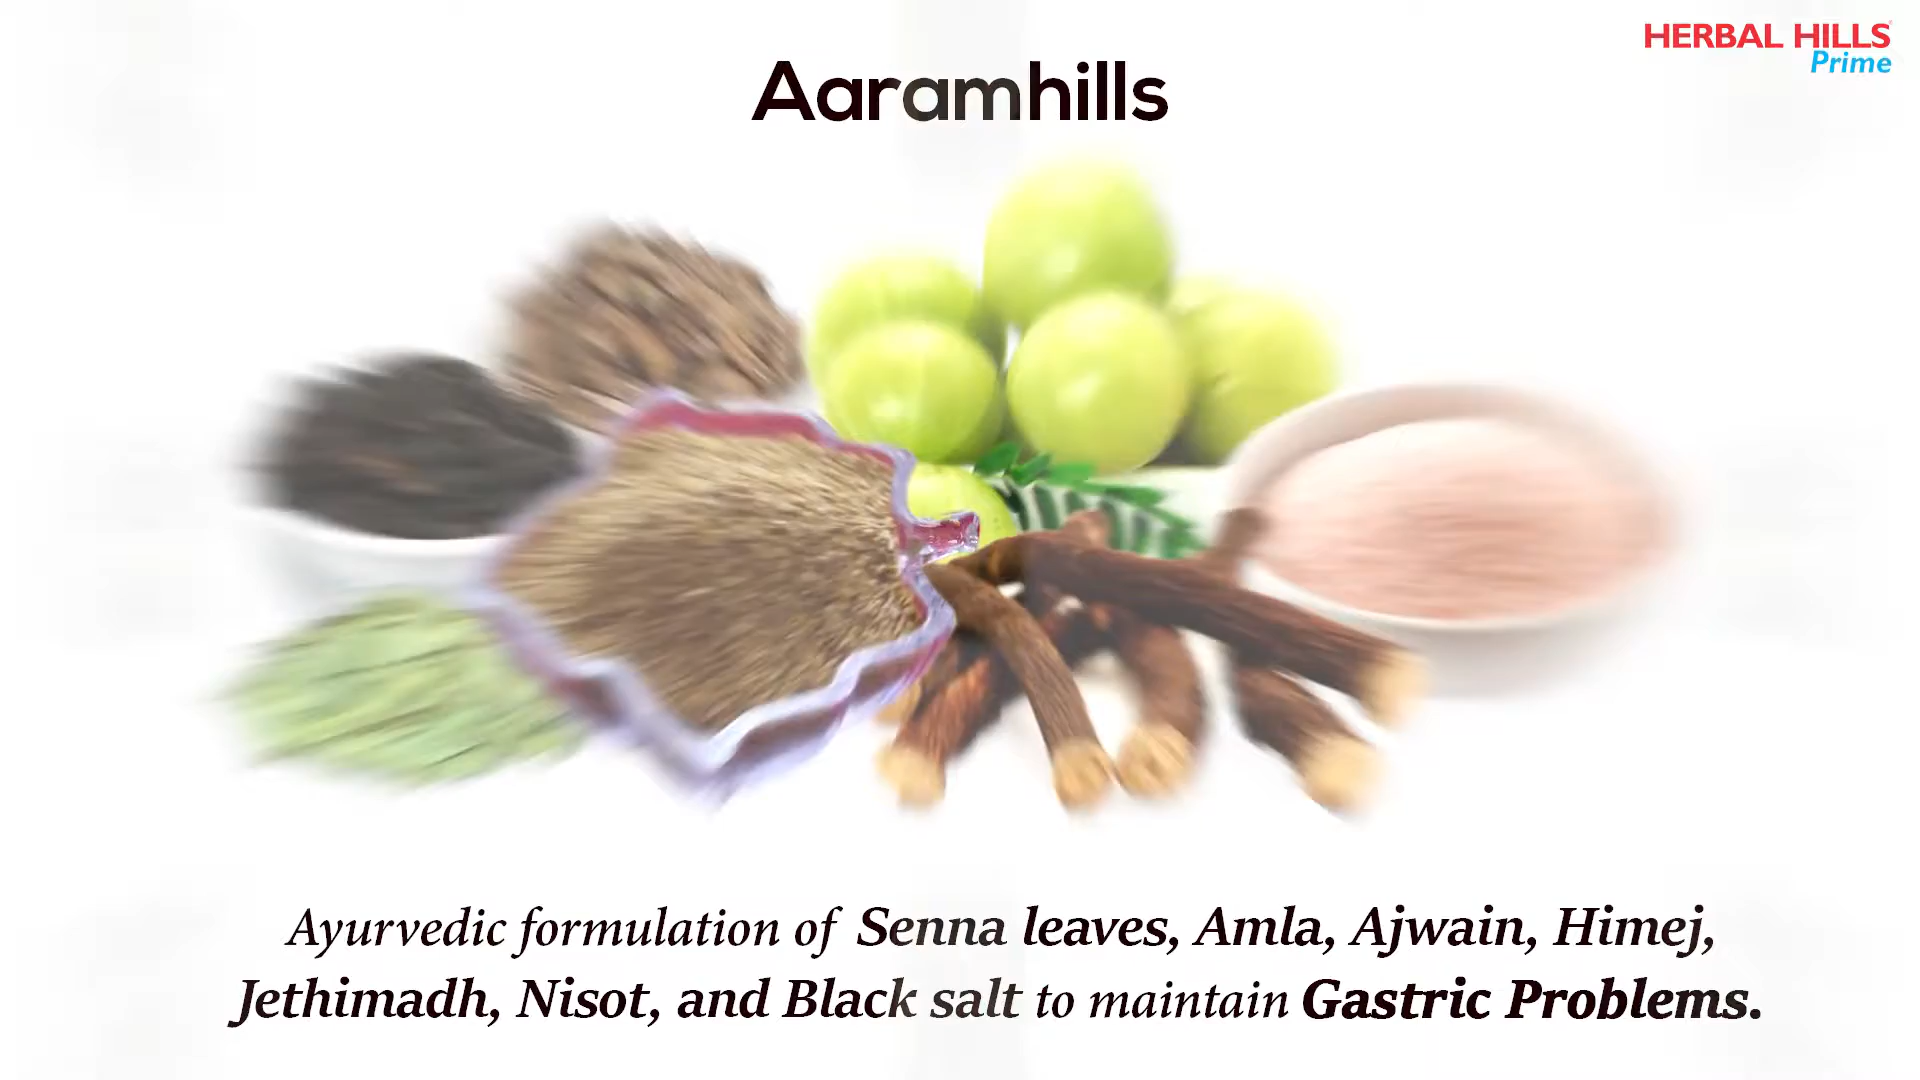 HERBAL HILLS
Prime
Aaramhills
Ayurvedic formulation of Senna leaves, Amla, Ajwain, Himej,
Jethimadh, Nisot, and Black salt to maintain Gastric Problems.